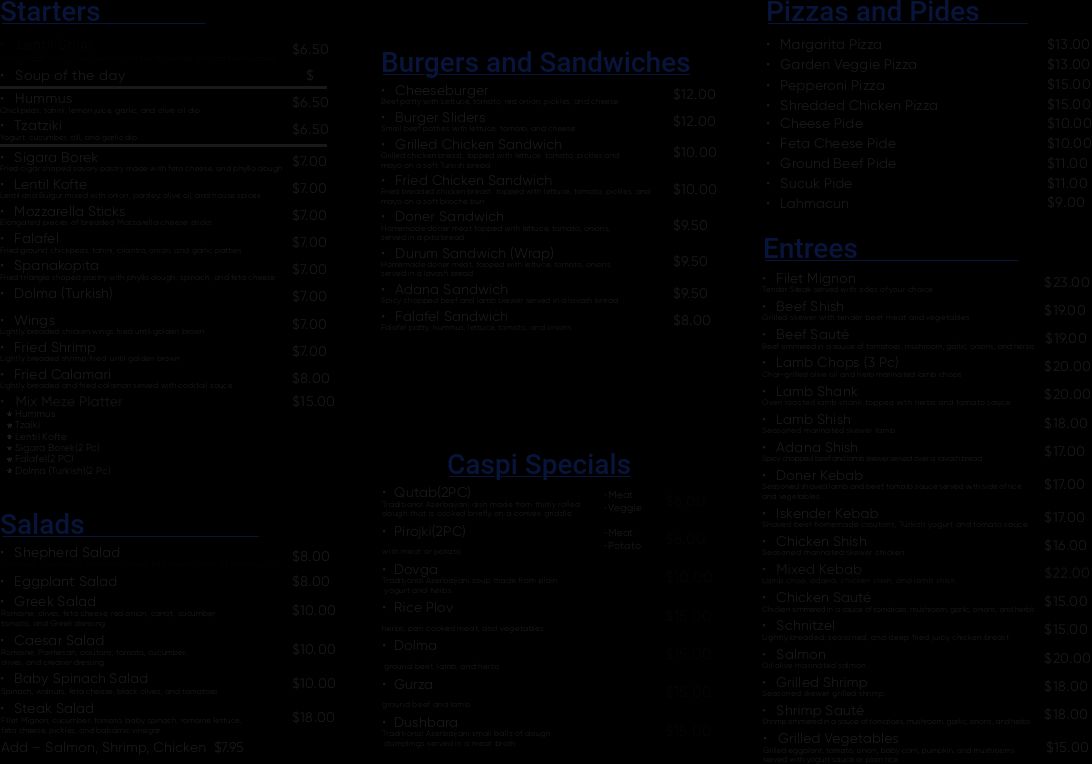 Starters
• Lentil Soup $6.50
• Soup of the day $
• Hummus $6.50
Chickpeas, tahini, lemon juice, garlic, and olive oil dip
• Tzatziki $6.50
Yogurt, cucumber, dill, and garlic dip
• Sigara Borek $7.00
Fried cigar shaped savory pastry made with feta cheese, and phyllo dough
• Lentil Kofte $7.00
Lentil and Bulgur mixed with onion, parsley, olive oil, and house spices
• Mozzarella Sticks $7.00
Elongated pieces of breaded Mozzarella cheese sticks
• Falafel $7.00
Fried ground chickpeas, tahini, cilantro, onion, and garlic patties
• Spanakopita $7.00
Fried triangle shaped pastry with phyllo dough, spinach, and feta cheese
• Dolma (Turkish) $7.00
• Wings $7.00
Lightly breaded chicken wings, fried until golden brown
• Fried Shrimp $7.00
Lightly breaded shrimp fried until golden brown
• Fried Calamari $8.00
Lightly breaded and fried calamari served with cocktail sauce
• Mix Meze Platter $15.00
★ Hummus
★ Tzaiki
★ Lentil Kofte
★ Sigara Borek(2 Pc)
★ Falafel(2 PC)
★ Dolma (Turkish)(2 Pc)
Salads
• Shepherd Salad $8.00
• Eggplant Salad $8.00
• Greek Salad $10.00
Romaine, olives, feta cheese, red onion, carrot, cucumber
tomato, and Greek dressing
• Caesar Salad $10.00
Romaine, Parmesan, croutons, tomato, cucumber,
olives, and creaser dressing
• Baby Spinach Salad $10.00
Spinach, walnuts, feta cheese, black olives, and tomatoes
• Steak Salad $18.00
Filet Mignon, cucumber, tomato, baby spinach, romaine lettuce,
feta cheese, pickles, and balsamic vinegar
Add – Salmon, Shrimp, Chicken $7.95
Burgers and Sandwiches
• Cheeseburger $12.00
Beef patty with Lettuce, tomato, red onion, pickles, and cheese
• Burger Sliders $12.00
Small beef patties with lettuce, tomato, and cheese
• Grilled Chicken Sandwich $10.00
Grilled chicken breast, topped with lettuce, tomato, pickles and
mayo on a soft Turkish bread
• Fried Chicken Sandwich $10.00
Fried breaded chicken bread, topped with lettuce, tomato, pickles, and
mayo on a soft brioche bun
• Doner Sandwich $9.50
Homemade doner meat topped with lettuce, tomato, onions,
served in a pita bread
• Durum Sandwich (Wrap) $9.50
Homemade doner meat, topped with lettuce, tomato, onions
served in a lavash bread
• Adana Sandwich $9.50
Spicy chopped beef and lamb skewer served in a lavash bread
• Falafel Sandwich $8.00
Falafel patty, hummus, lettuce, tomato, and onions
Caspi Specials
• Qutab(2PC) -Meat $8.00
Traditional Azerbaijani dish made from thinly rolled -Veggie
dough that is cooked briefly on a convex griddle
• Pirojki(2PC) -Meat $8.00
with meat or potato -Potato
• Dovga $10.00
Traditional Azerbaijani soup, made from plain
yogurt and herbs
• Rice Plov $15.00
herbs, pan cooked meat, and vegetables
• Dolma
ground beef, lajab, and herbs
• Gurza $15.00
ground beef and lamb
• Dushbara $15.00
Traditional Azerbaijani small balls of dough
dumplings served in a meat broth
Pizzas and Pides
• Margarita Pizza $13.00
• Garden Veggie Pizza $13.00
• Pepperoni Pizza $15.00
• Shredded Chicken Pizza $15.00
• Cheese Pide $10.00
• Feta Cheese Pide $10.00
• Ground Beef Pide $11.00
• Sucuk Pide $11.00
• Lahmacun $9.00
Entrees
• Filet Mignon $23.00
Tender Steak served with sides of your choice
• Beef Shish $19.00
Grilled skewer with tender beef meat and vegetables
• Beef Sauté $19.00
Beef simmered in a sauce of tomatoes, mushroom, garlic, onions, and herbs
• Lamb Chops (3 Pc) $20.00
Char-grilled olive oil and herb marinated lamb chops
• Lamb Shank $20.00
Oven roasted lamb shank topped with herbs and tomato sauce
• Lamb Shish $18.00
Seasoned marinated skewer lamb
• Adana Shish $17.00
Spicy chopped beef and lamb skewer served over a lavash bread
• Doner Kebab $17.00
Seasoned shaved lamb and beef tomato sauce served with side of rice
and vegetables
• Iskender Kebab $17.00
Shaved beef homemade croutons, Turkish yogurt, and tomato sauce
• Chicken Shish $16.00
Seasoned marinated skewer chicken
• Mixed Kebab $22.00
Lamb chop, adana, chicken shish, and lamb shish
• Chicken Sauté $15.00
Chicken simmered in a sauce of tomatoes, mushroom, garlic, onions, and herbs
• Schnitzel $15.00
Lightly breaded, seasoned, and deep fried juicy chicken breast
• Salmon $20.00
Grilled marinated salmon
• Grilled Shrimp $18.00
Seasoned skewer grilled shrimp
• Shrimp Sauté $18.00
Shrimp simmered in a sauce of tomatoes, mushroom, garlic, onions, and herbs
• Grilled Vegetables $15.00
Grilled eggplant, tomato, onion, baby corn, pumpkin, and mushrooms
served with yogurt sauce or plain rice